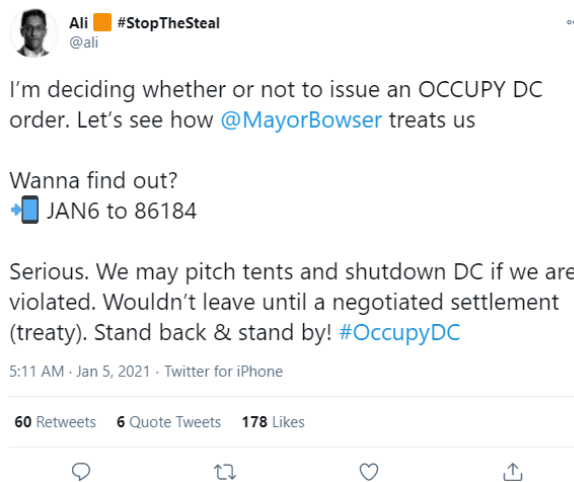 Ali 🟧 #StopTheSteal
@ali
I'm deciding whether or not to issue an OCCUPY DC
order. Let's see how @MayorBowser treats us
Wanna find out?
📲 JAN6 to 86184
Serious. We may pitch tents and shutdown DC if we are
violated. Wouldn't leave until a negotiated settlement
(treaty). Stand back & stand by! #OccupyDC
5:11 AM · Jan 5, 2021 · Twitter for iPhone
60 Retweets 6 Quote Tweets 178 Likes